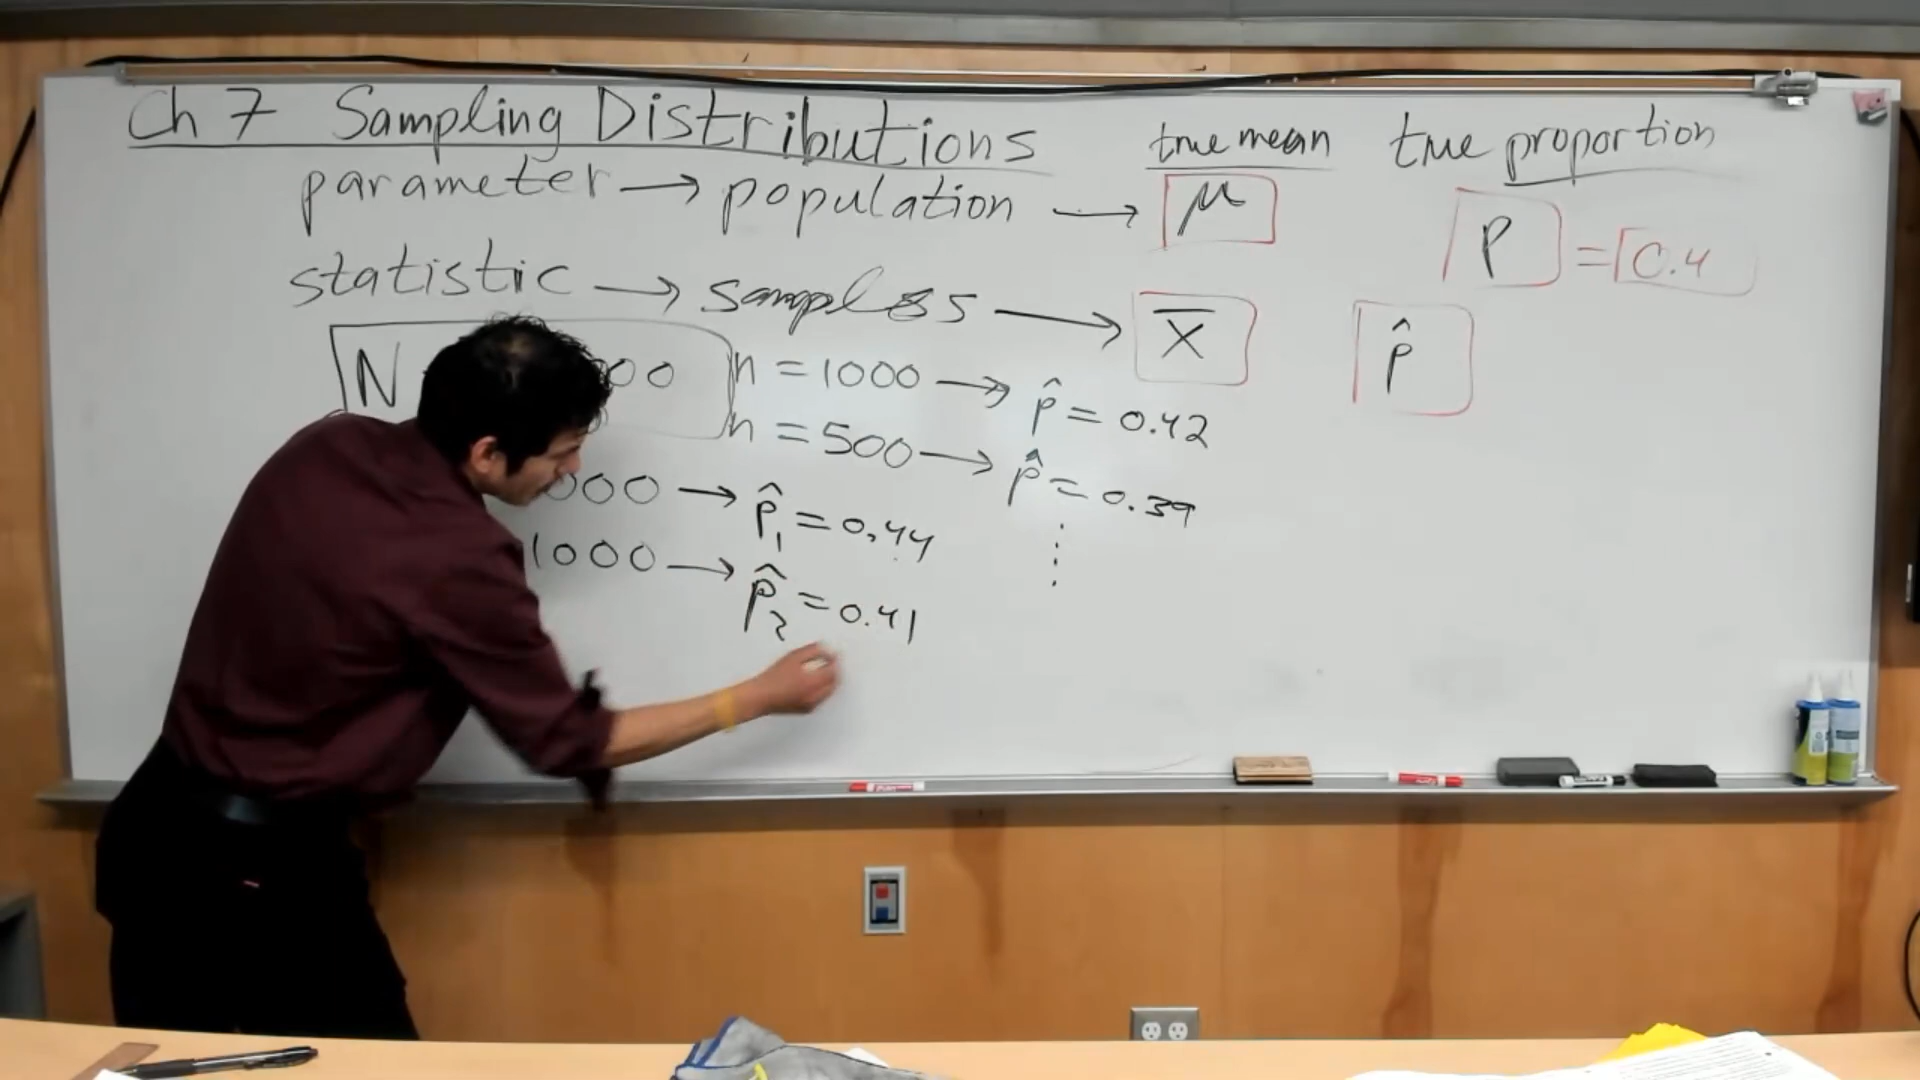 Ch 7 Sampling Distributions
true mean
true proportion
parameter → population → μ
P = 0.4
statistic → samples → x̄
p̂
N
00
n = 1000 → p̂ = 0.42
n = 500 → p̂ = 0.39
000 → p̂₁ = 0.44
1000 → p̂₂ = 0.41